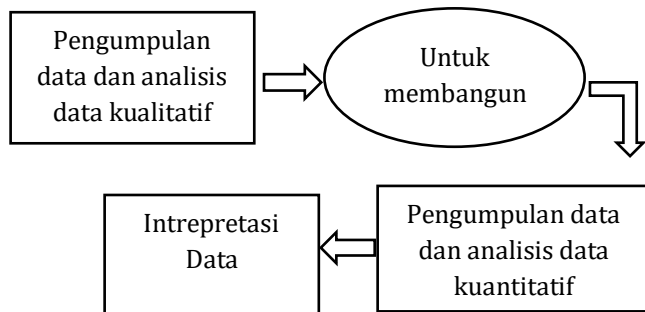 Pengumpulan
data dan analisis
data kualitatif
Untuk
membangun
Pengumpulan data
dan analisis data
kuantitatif
Intrepretasi
Data